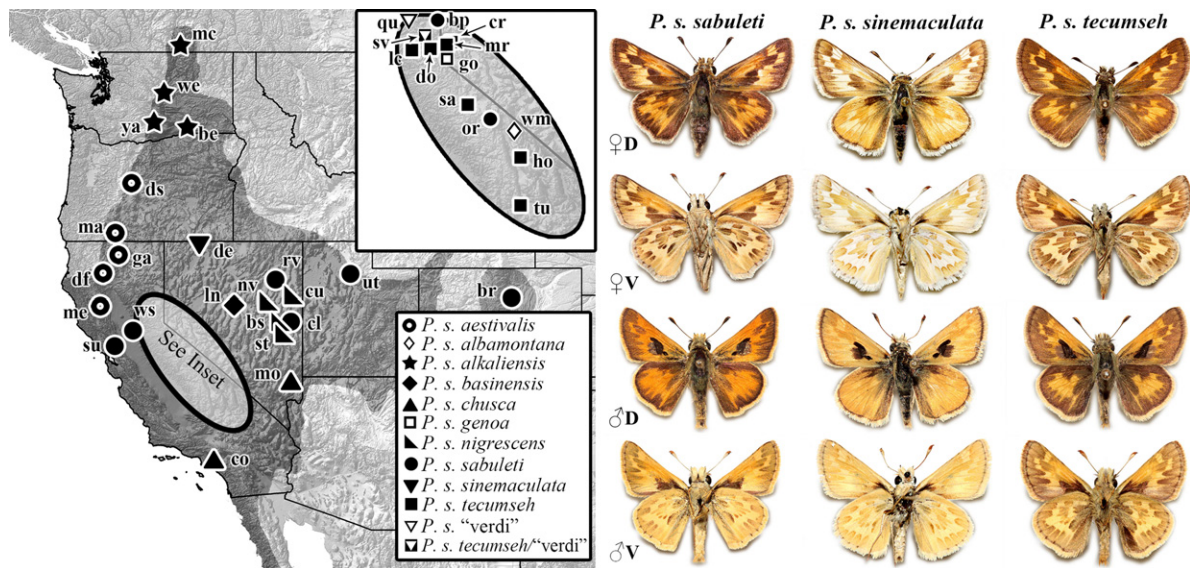 mc
we
ya
be
ds
ma
ga
df
me
ws
su
de
rv
nv
cu
ln
bs
cl
st
mo
co
ut
br
See Inset
qu
bp
cr
sv
lc
mr
do
go
sa
or
wm
ho
tu
P. s. aestivalis
P. s. albamontana
P. s. alkaliensis
P. s. basinensis
P. s. chusca
P. s. genoa
P. s. nigrescens
P. s. sabuleti
P. s. sinemaculata
P. s. tecumseh
P. s. “verdi”
P. s. tecumseh/“verdi”
P. s. sabuleti P. s. sinemaculata P. s. tecumseh
♀D
♀V
♂D
♂V